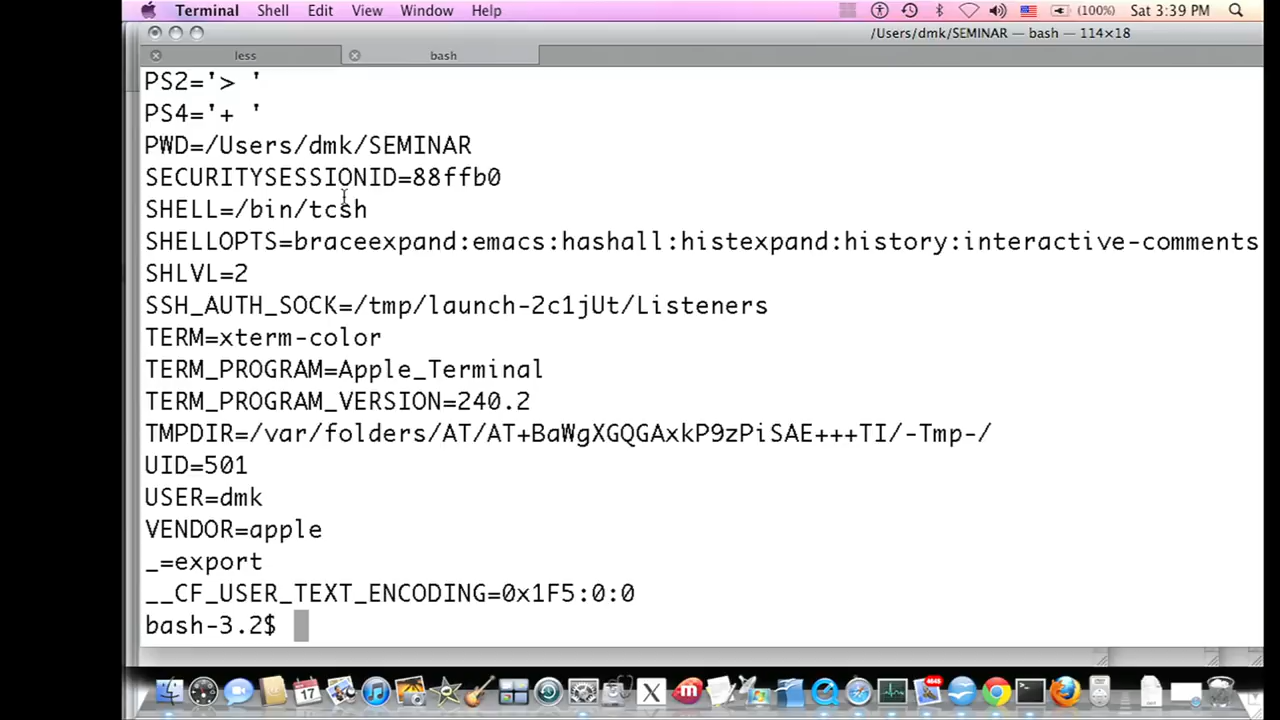 Terminal Shell Edit View Window Help (100%) Sat 3:39 PM
/Users/dmk/SEMINAR — bash — 114×18
less bash
PS2='> '
PS4='+ '
PWD=/Users/dmk/SEMINAR
SECURITYSESSIONID=88ffb0
SHELL=/bin/tcsh
SHELLOPTS=braceexpand:emacs:hashall:histexpand:history:interactive-comments
SHLVL=2
SSH_AUTH_SOCK=/tmp/launch-2c1jUt/Listeners
TERM=xterm-color
TERM_PROGRAM=Apple_Terminal
TERM_PROGRAM_VERSION=240.2
TMPDIR=/var/folders/AT/AT+BaWgXGQGAxkP9zPiSAE+++TI/-Tmp-/
UID=501
USER=dmk
VENDOR=apple
_=export
__CF_USER_TEXT_ENCODING=0x1F5:0:0
bash-3.2$
17 X m